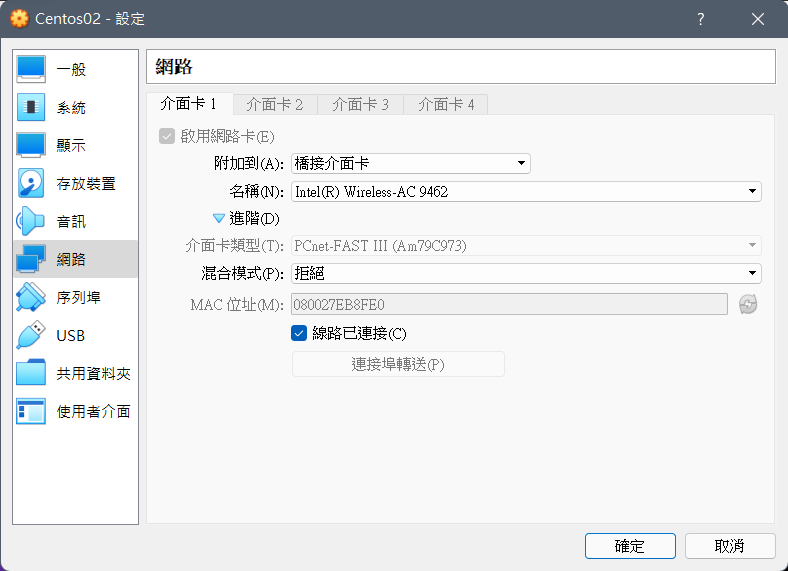 Centos02 - 設定
?
一般
系統
顯示
存放裝置
音訊
網路
序列埠
USB
共用資料夾
使用者介面
網路
介面卡 1 介面卡 2 介面卡 3 介面卡 4
啟用網路卡(E)
附加到(A): 橋接介面卡
名稱(N): Intel(R) Wireless-AC 9462
進階(D)
介面卡類型(T): PCnet-FAST III (Am79C973)
混合模式(P): 拒絕
MAC 位址(M): 080027EB8FE0
線路已連接(C)
連接埠轉送(P)
確定 取消